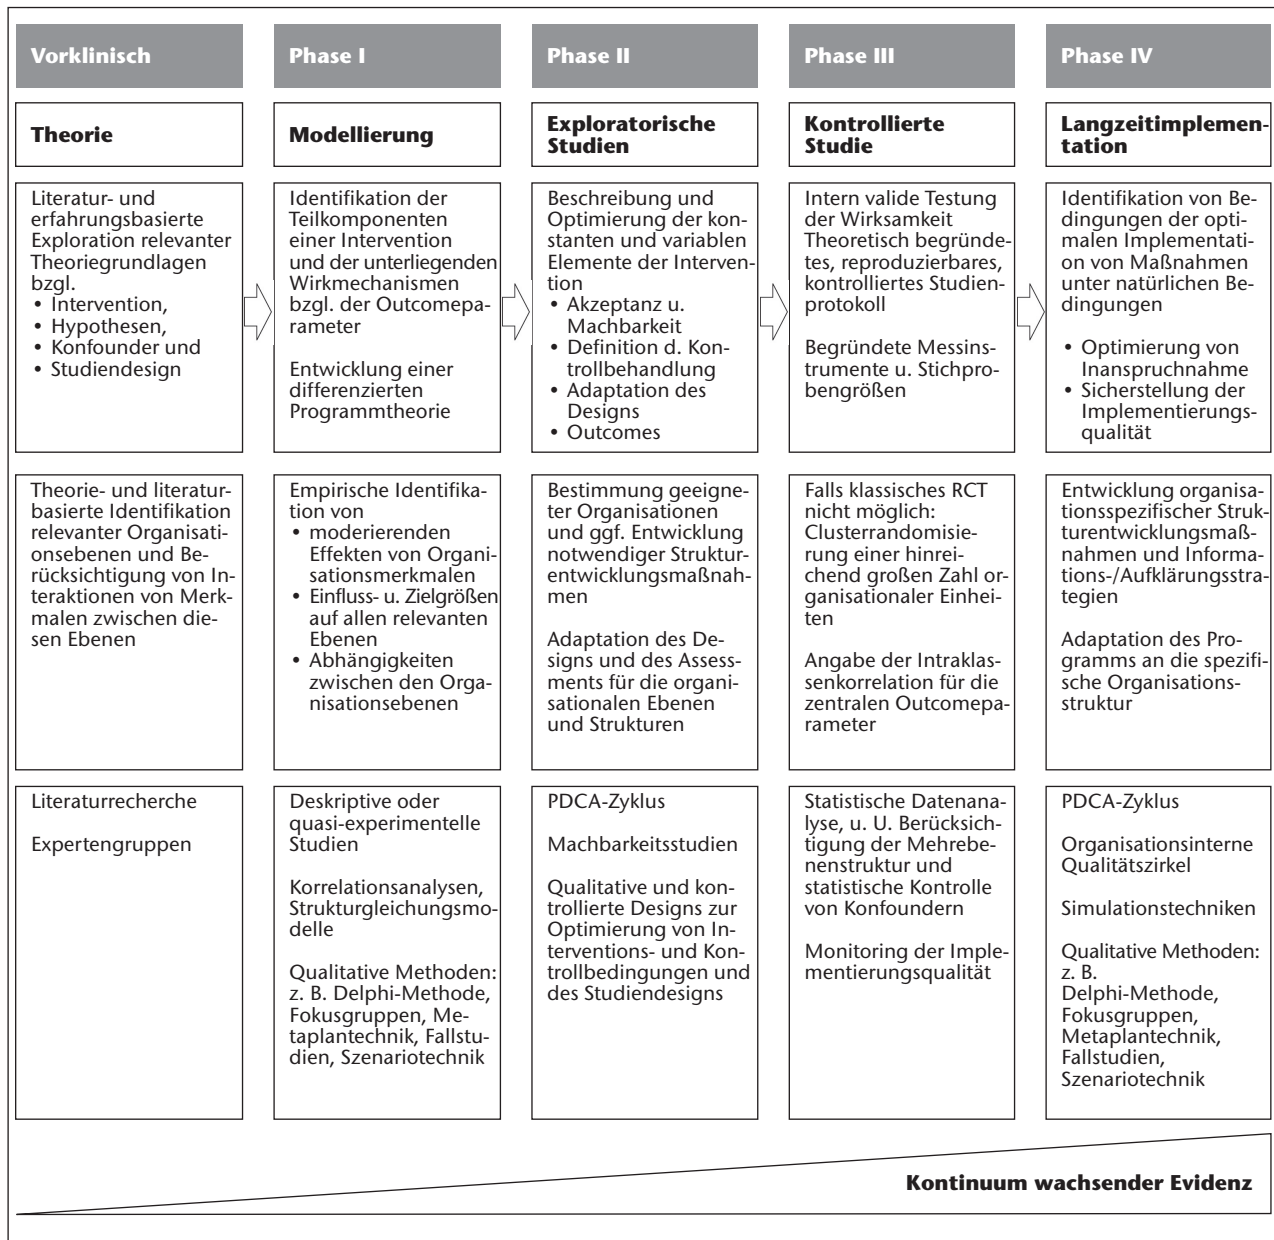 Vorklinisch
Phase I
Phase II
Phase III
Phase IV
Theorie
Modellierung
Exploratorische
Studien
Kontrollierte
Studie
Langzeitimplemen-
tation
Literatur- und
erfahrungsbasierte
Exploration relevanter
Theoriegrundlagen
bzgl.
• Intervention,
• Hypothesen,
• Konfounder und
• Studiendesign
Identifikation der
Teilkomponenten
einer Intervention
und der unterliegenden
Wirkmechanismen
bzgl. der Outcomepa-
rameter
Entwicklung einer
differenzierten
Programmtheorie
Beschreibung und
Optimierung der kon-
stanten und variablen
Elemente der Interven-
tion
• Akzeptanz u.
Machbarkeit
• Definition d. Kon-
trollbehandlung
• Adaptation des
Designs
• Outcomes
Intern valide Testung
der Wirksamkeit
Theoretisch begründe-
tes, reproduzierbares,
kontrolliertes Studien-
protokoll
Begründete Messins-
trumente u. Stichpro-
bengrößen
Identifikation von Be-
dingungen der opti-
malen Implementati-
on von Maßnahmen
unter natürlichen Be-
dingungen
• Optimierung von
Inanspruchnahme
• Sicherstellung der
Implementierungs-
qualität
Theorie- und literatur-
basierte Identifikation
relevanter Organisati-
onsebenen und Be-
rücksichtigung von In-
teraktionen von Merk-
malen zwischen die-
sen Ebenen
Empirische Identifika-
tion von
• moderierenden
Effekten von Organi-
sationsmerkmalen
• Einfluss- u. Zielgrößen
auf allen relevanten
Ebenen
• Abhängigkeiten
zwischen den Orga-
nisationsebenen
Bestimmung geeigne-
ter Organisationen
und ggf. Entwicklung
notwendiger Struktur-
entwicklungsmaßnah-
men
Adaptation des De-
signs und des Assess-
ments für die organi-
sationalen Ebenen
und Strukturen
Falls klassisches RCT
nicht möglich:
Clusterrandomisie-
rung einer hinrei-
chend großen Zahl or-
ganisationaler Einhei-
ten
Angabe der Intraklas-
senkorrelation für die
zentralen Outcomepa-
rameter
Entwicklung organisa-
tionsspezifischer Struk-
turentwicklungsmaß-
nahmen und Informa-
tions-/Aufklärungsstra-
tegien
Adaptation des Pro-
gramms an die spezifi-
sche Organisations-
struktur
Literaturrecherche
Expertengruppen
Deskriptive oder
quasi-experimentelle
Studien
Korrelationsanalysen,
Strukturgleichungsmo-
delle
Qualitative Methoden:
z. B. Delphi-Methode,
Fokusgruppen, Me-
taplantechnik, Fallstu-
dien, Szenariotechnik
PDCA-Zyklus
Machbarkeitsstudien
Qualitative und kon-
trollierte Designs zur
Optimierung von In-
terventions- und Kon-
trollbedingungen und
des Studiendesigns
Statistische Datenana-
lyse, u. U. Berücksich-
tigung der Mehrebe-
nenstruktur und
statistische Kontrolle
von Konfoundern
Monitoring der Imple-
mentierungsqualität
PDCA-Zyklus
Organisationsinterne
Qualitätszirkel
Simulationstechniken
Qualitative Methoden:
z. B.
Delphi-Methode,
Fokusgruppen,
Metaplantechnik,
Fallstudien,
Szenariotechnik
Kontinuum wachsender Evidenz